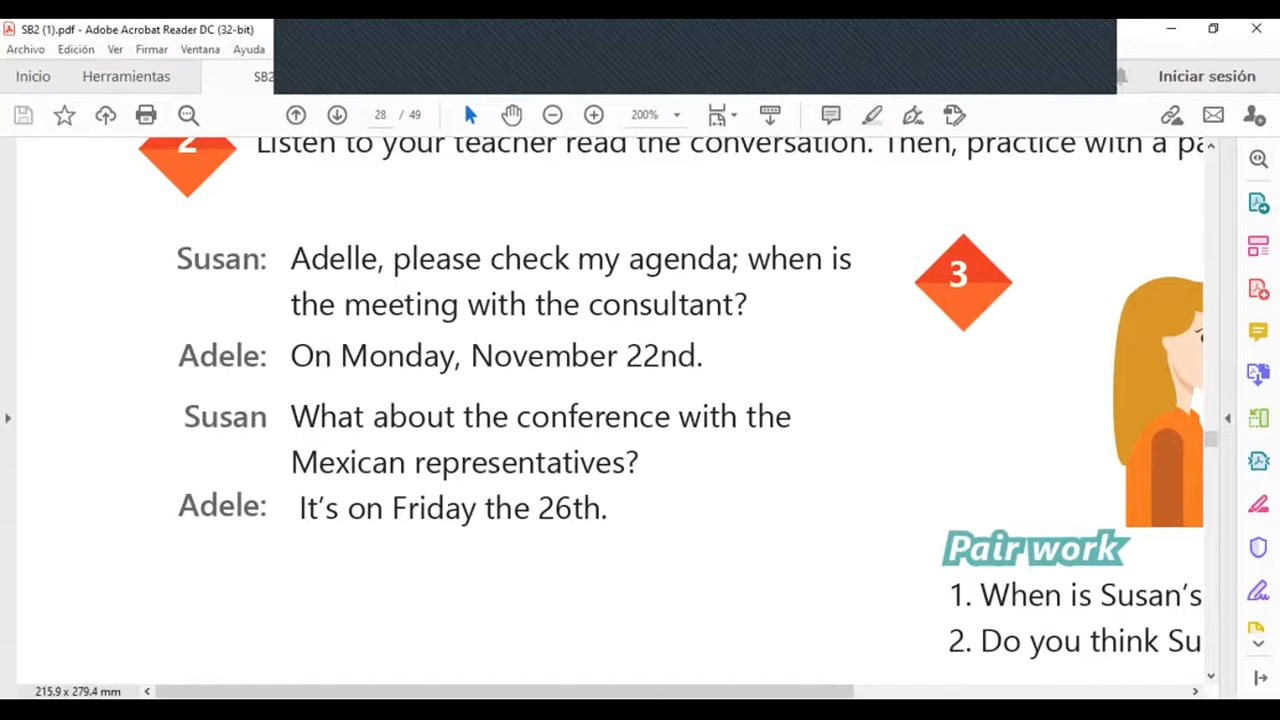 SB2 (1).pdf - Adobe Acrobat Reader DC (32-bit)
Archivo Edición Ver Firmar Ventana Ayuda
Inicio Herramientas SB2 Iniciar sesión
28 / 49 200%
2 Listen to your teacher read the conversation. Then, practice with a pa
Susan: Adelle, please check my agenda; when is
the meeting with the consultant?
Adele: On Monday, November 22nd.
Susan What about the conference with the
Mexican representatives?
Adele: It's on Friday the 26th.
3
Pair work
1. When is Susan's
2. Do you think Su
215.9 x 279.4 mm